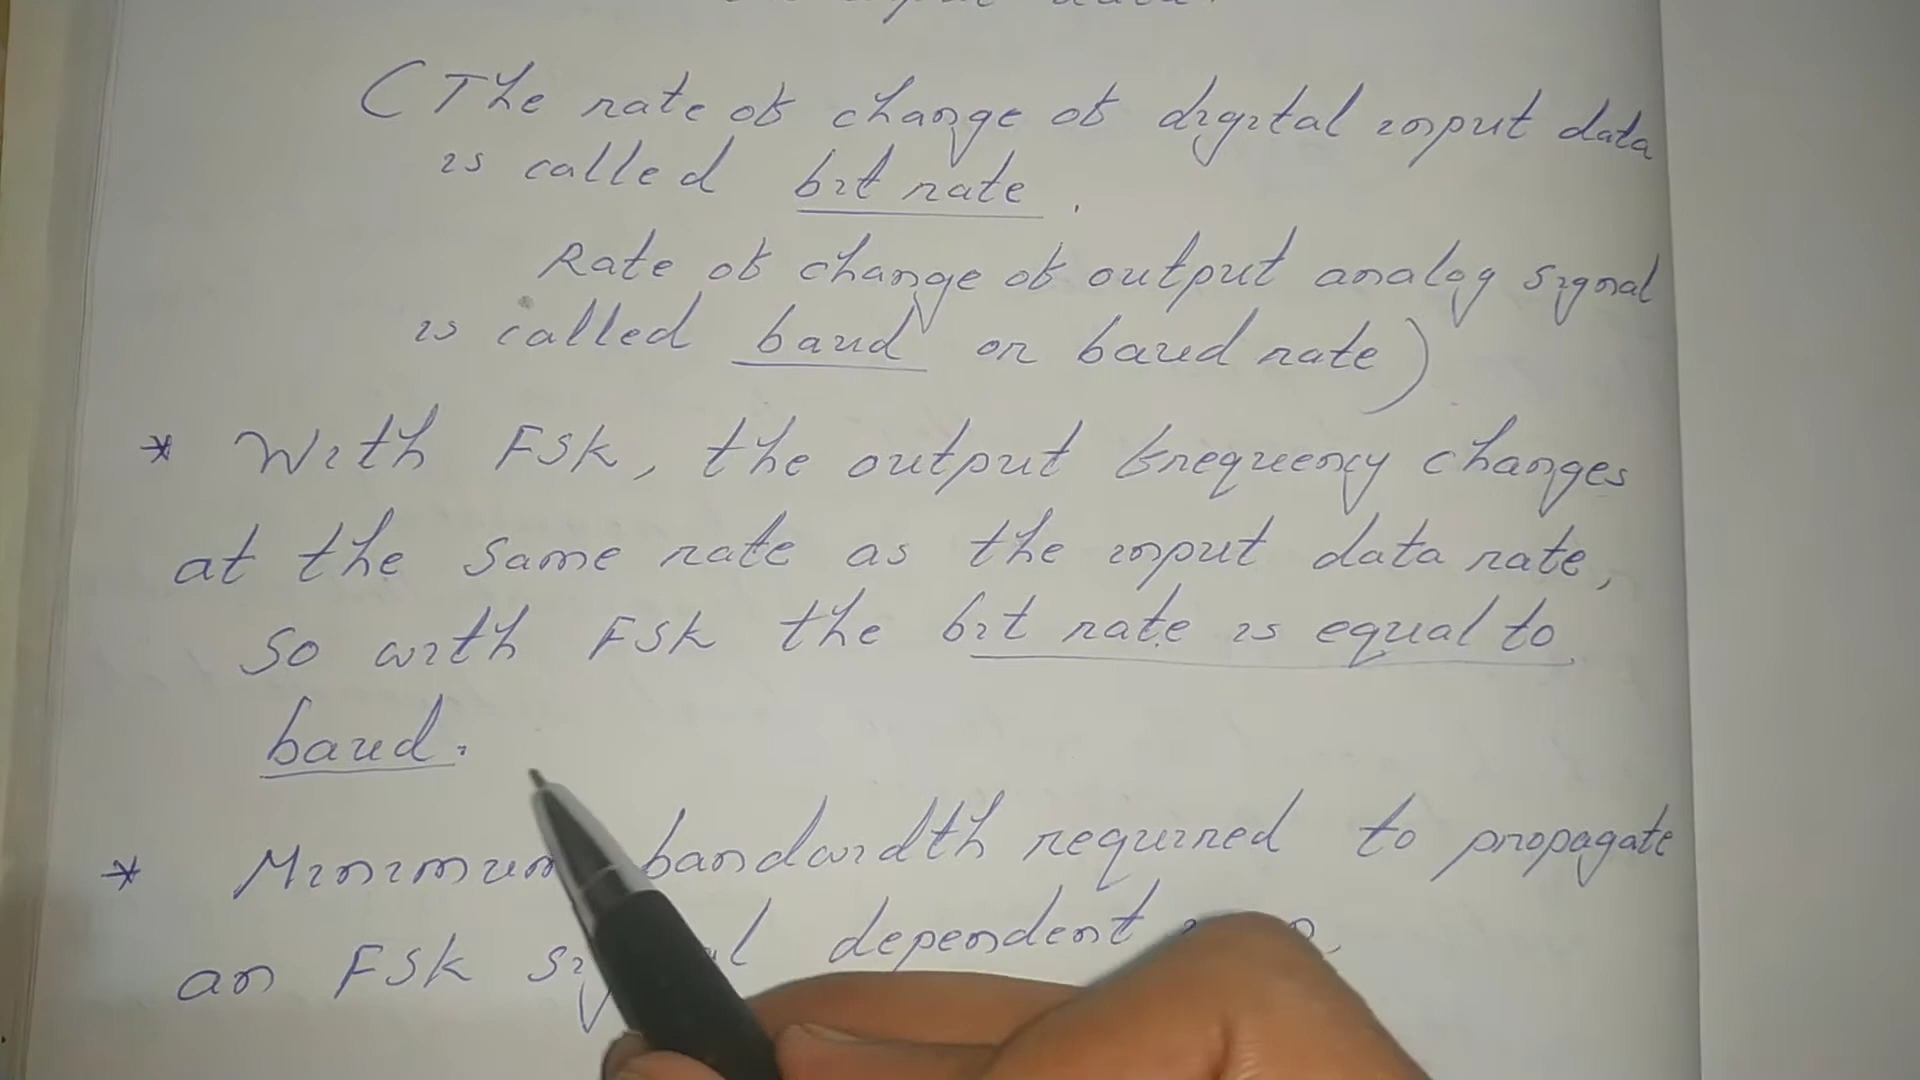 input data.
(The rate of change of digital input data
is called bit rate.
Rate of change of output analog signal
is called baud or baud rate)
* With FSK, the output frequency changes
at the same rate as the input data rate,
so with FSK the bit rate is equal to
baud.
* Minimum bandwidth required to propagate
an FSK dependent